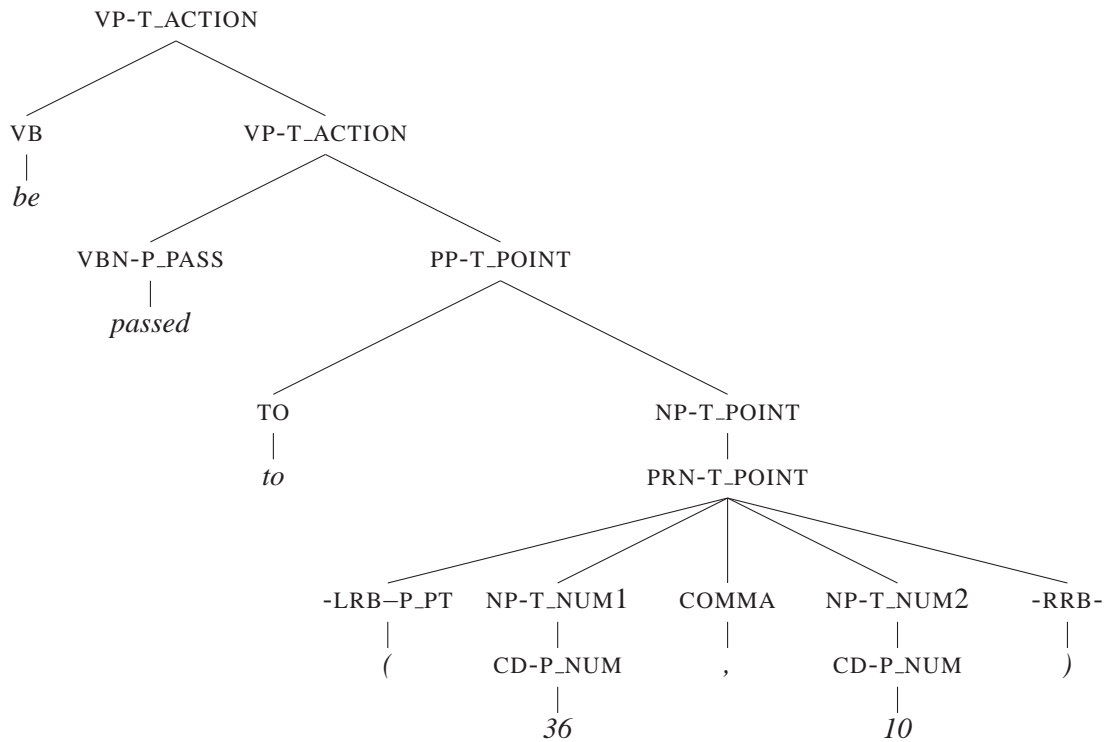 VP-T_ACTION
VB VP-T_ACTION
be
VBN-P_PASS PP-T_POINT
passed
TO NP-T_POINT
to PRN-T_POINT
-LRB–P_PT NP-T_NUM1 COMMA NP-T_NUM2 -RRB-
( CD-P_NUM , CD-P_NUM )
36 10